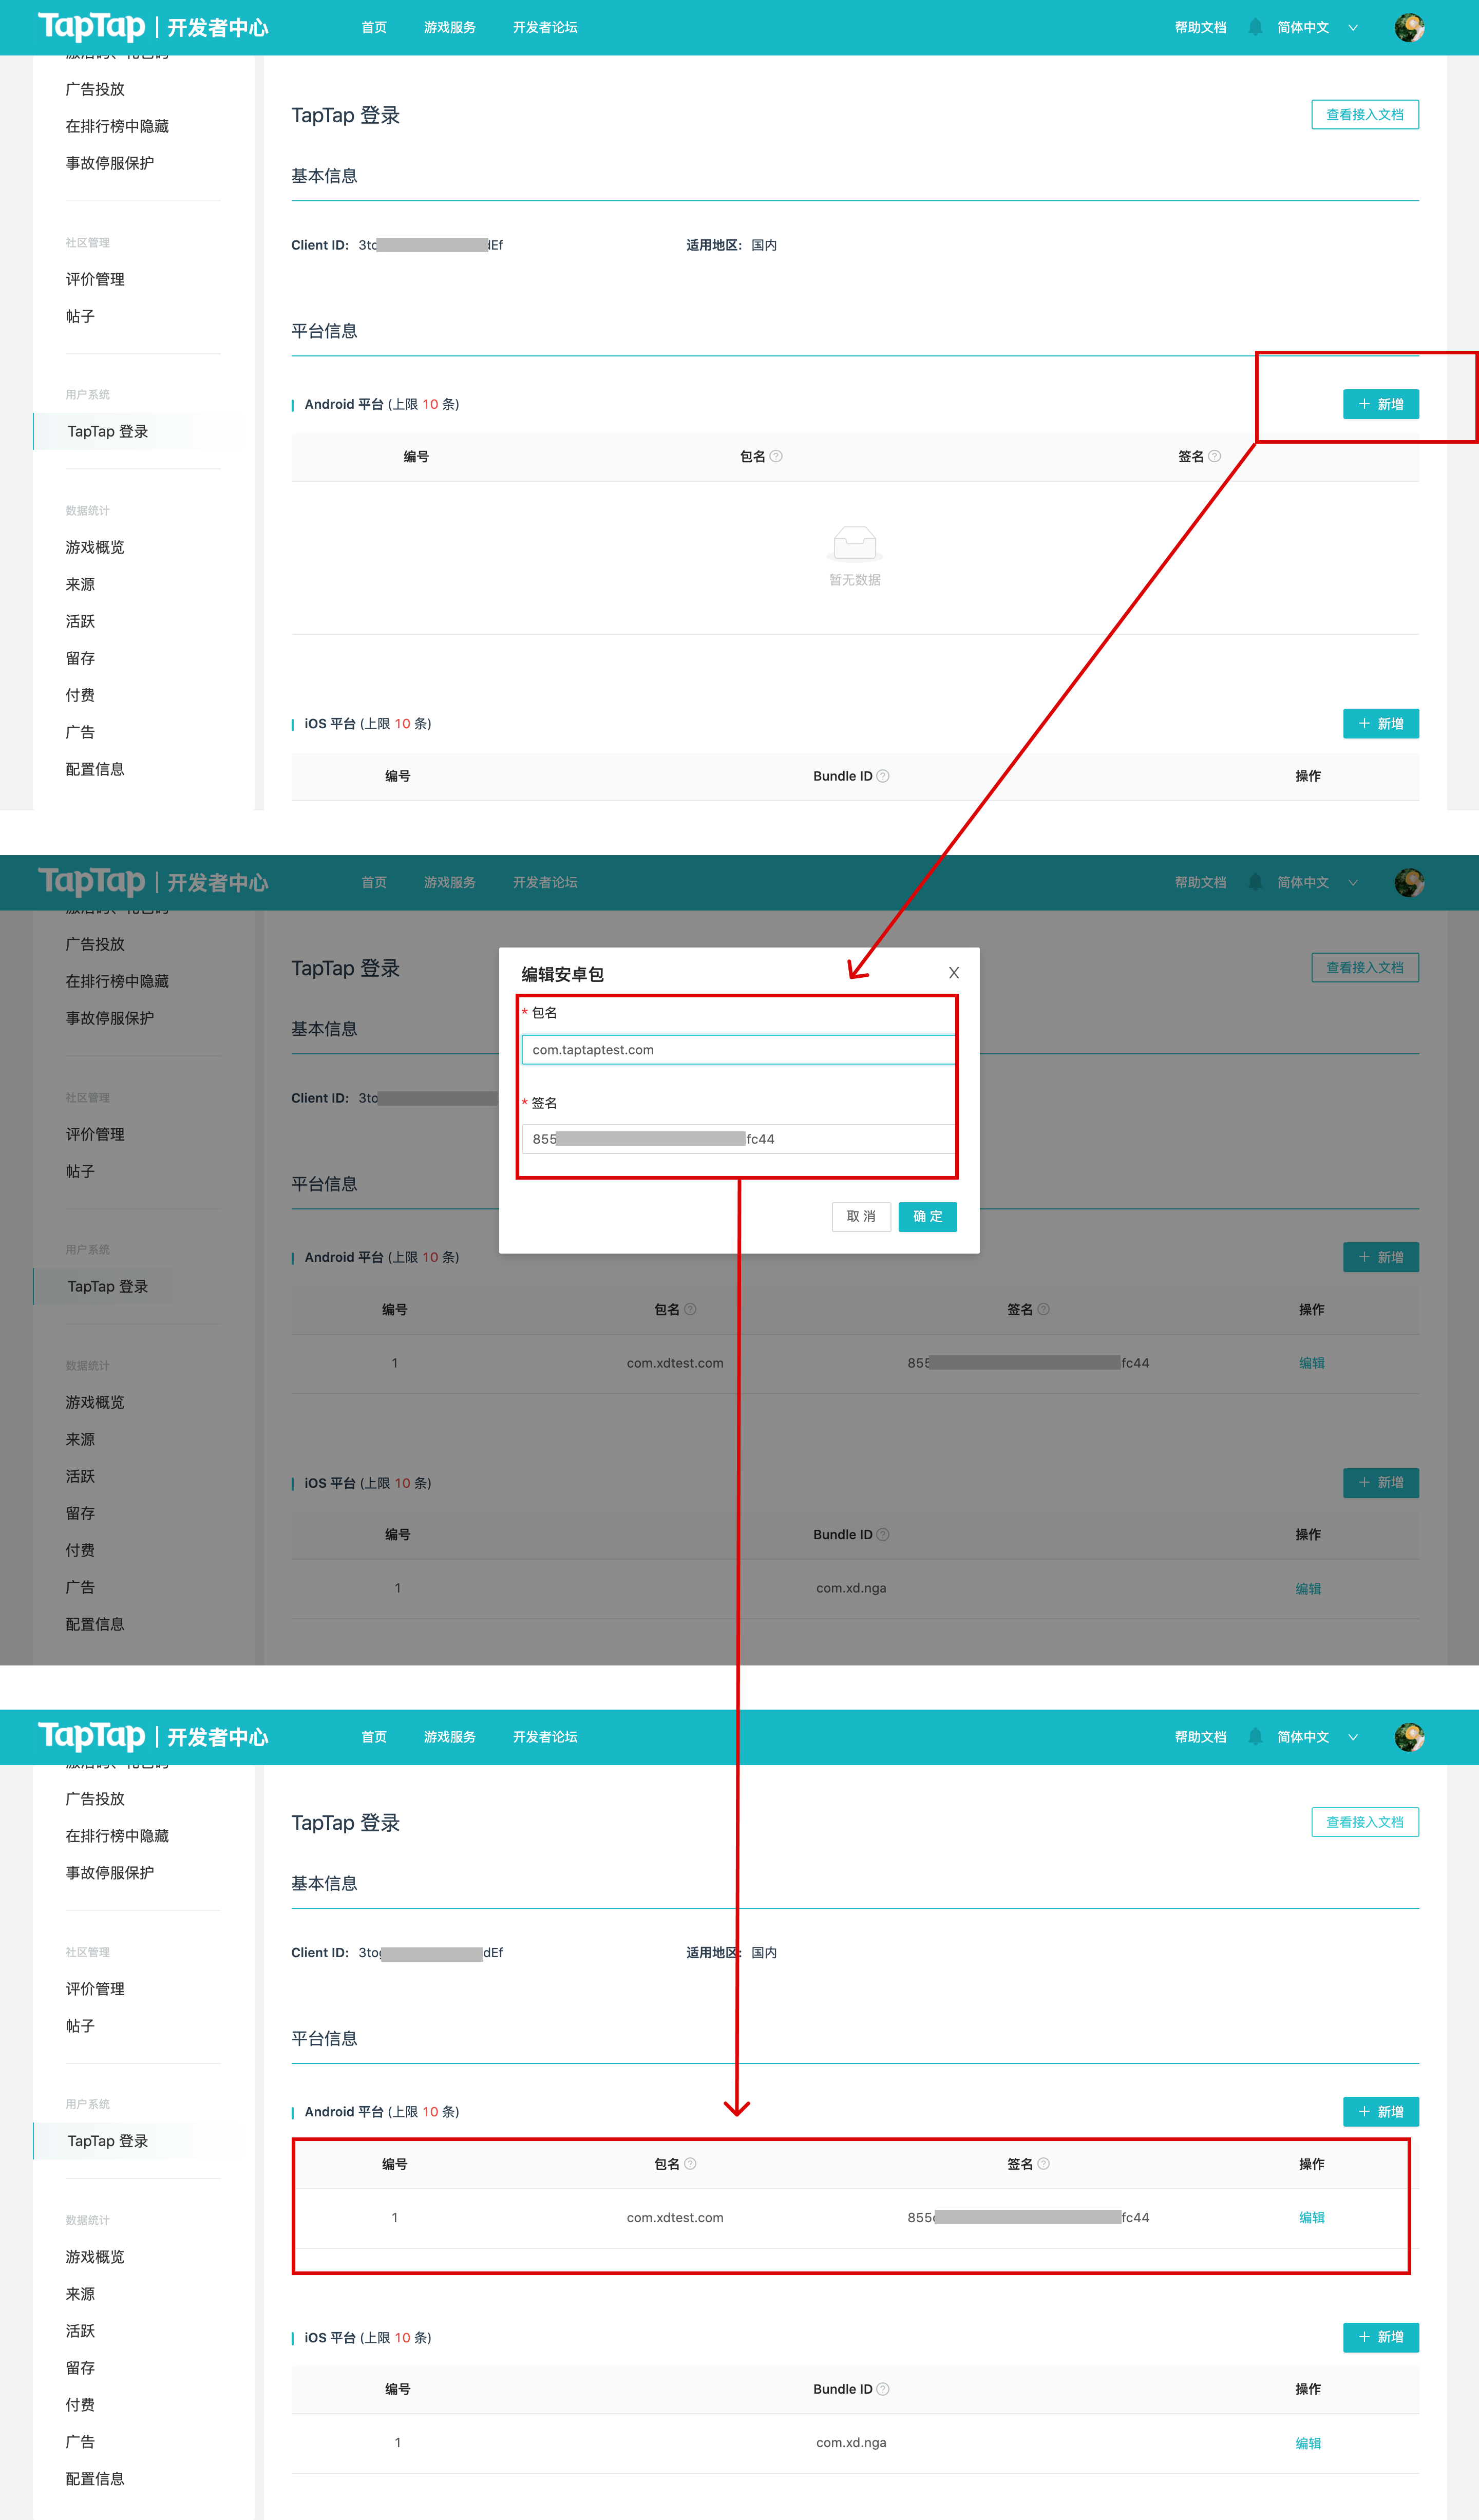 TapTap | 开发者中心 首页 游戏服务 开发者论坛 帮助文档 简体中文
广告投放
在排行榜中隐藏
事故停服保护
社区管理
评价管理
帖子
用户系统
TapTap 登录
数据统计
游戏概览
来源
活跃
留存
付费
广告
配置信息
TapTap 登录 查看接入文档
基本信息
Client ID: 3to dEf 适用地区: 国内
平台信息
Android 平台 (上限 10 条) + 新增
编号 包名 签名
暂无数据
iOS 平台 (上限 10 条) + 新增
编号 Bundle ID 操作
TapTap | 开发者中心 首页 游戏服务 开发者论坛 帮助文档 简体中文
广告投放
在排行榜中隐藏
事故停服保护
社区管理
评价管理
帖子
用户系统
TapTap 登录
数据统计
游戏概览
来源
活跃
留存
付费
广告
配置信息
TapTap 登录 查看接入文档
基本信息
Client ID: 3to
平台信息
编辑安卓包 X
* 包名
com.taptaptest.com
* 签名
855 fc44
取 消 确 定
Android 平台 (上限 10 条) + 新增
编号 包名 签名 操作
1 com.xdtest.com 855 fc44 编辑
iOS 平台 (上限 10 条) + 新增
编号 Bundle ID 操作
1 com.xd.nga 编辑
TapTap | 开发者中心 首页 游戏服务 开发者论坛 帮助文档 简体中文
广告投放
在排行榜中隐藏
事故停服保护
社区管理
评价管理
帖子
用户系统
TapTap 登录
数据统计
游戏概览
来源
活跃
留存
付费
广告
配置信息
TapTap 登录 查看接入文档
基本信息
Client ID: 3to dEf 适用地区: 国内
平台信息
Android 平台 (上限 10 条) + 新增
编号 包名 签名 操作
1 com.xdtest.com 855 fc44 编辑
iOS 平台 (上限 10 条) + 新增
编号 Bundle ID 操作
1 com.xd.nga 编辑